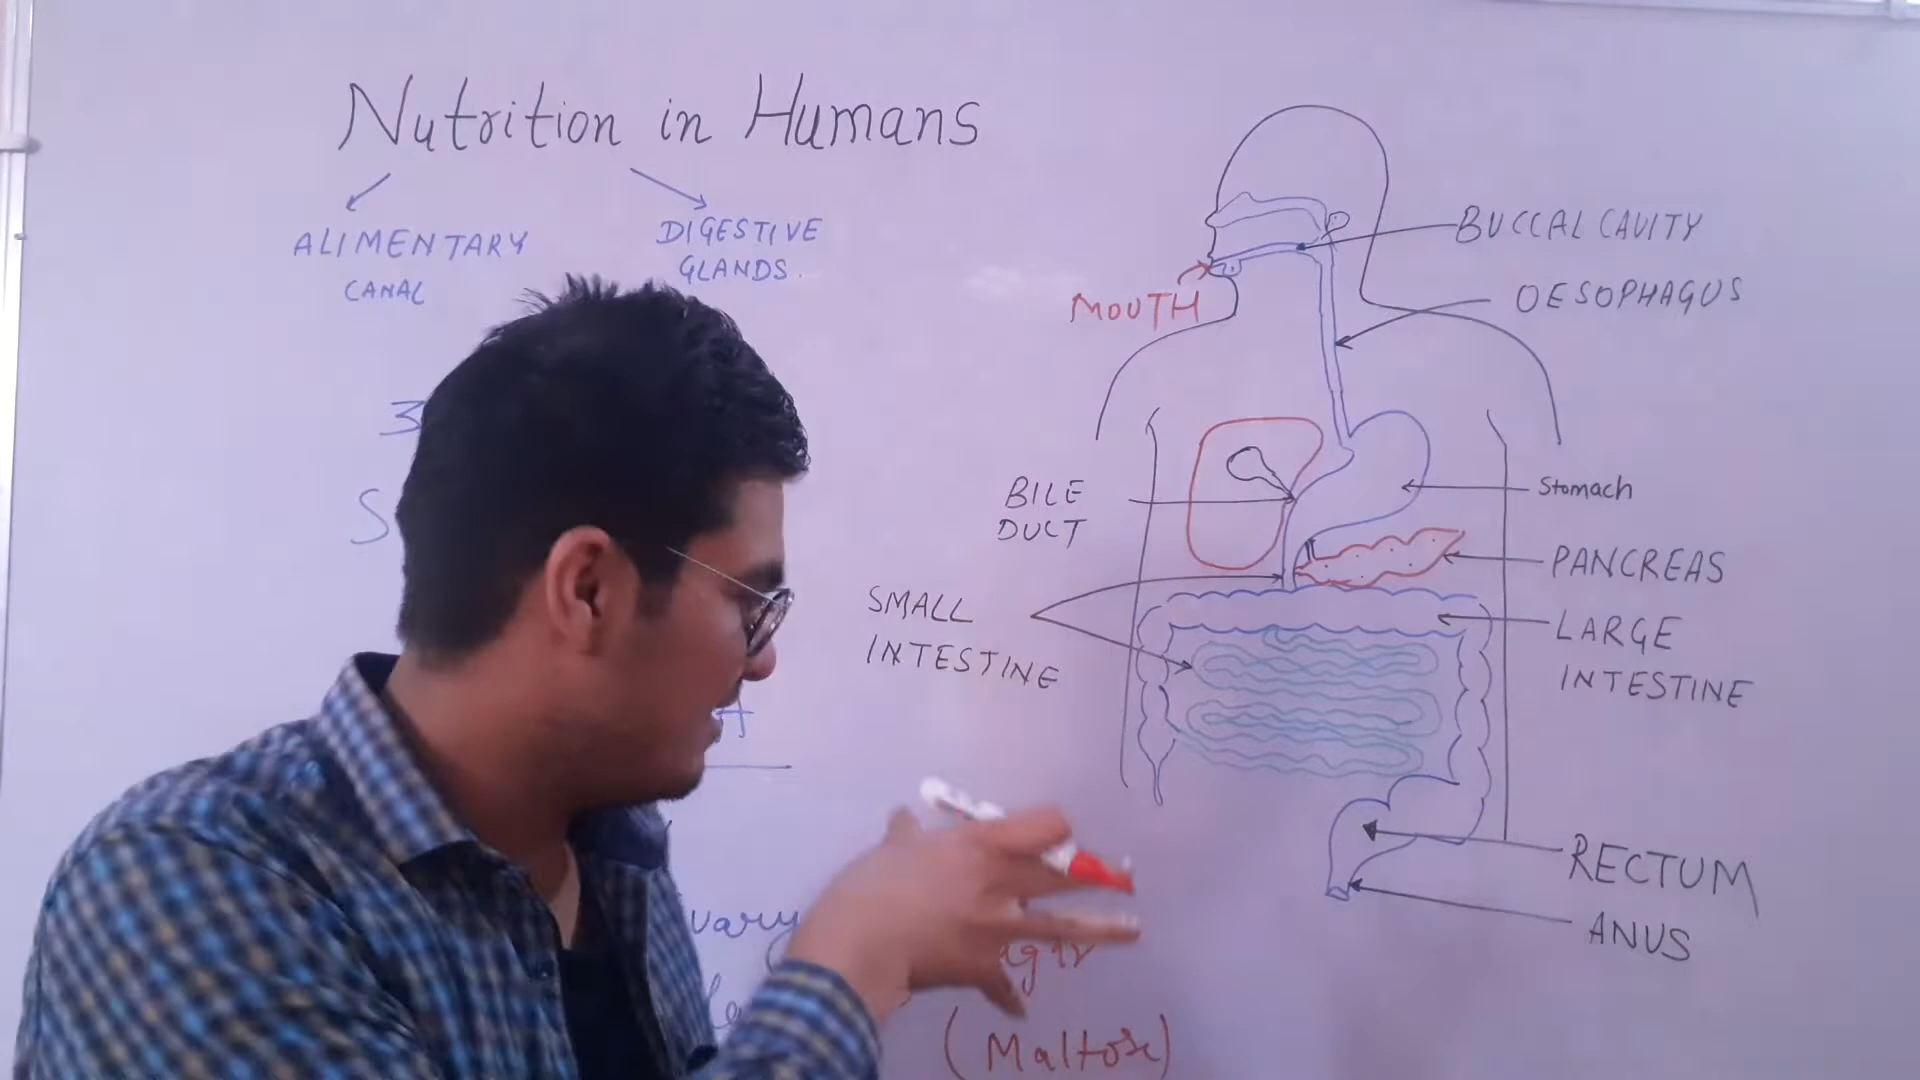 Nutrition in Humans
ALIMENTARY
CANAL
DIGESTIVE
GLANDS.
3
S
BUCCAL CAVITY
OESOPHAGUS
MOUTH
BILE
DUCT
Stomach
PANCREAS
SMALL
INTESTINE
LARGE
INTESTINE
RECTUM
ANUS
(Maltose)